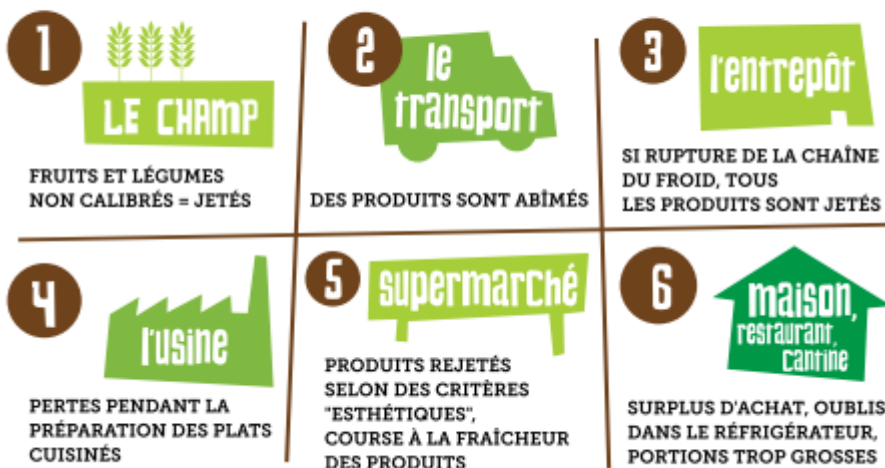 1
LE CHAMP
FRUITS ET LÉGUMES
NON CALIBRÉS = JETÉS
2
le
transport
DES PRODUITS SONT ABÎMÉS
3
l'entrepôt
SI RUPTURE DE LA CHAÎNE
DU FROID, TOUS
LES PRODUITS SONT JETÉS
4
l'usine
PERTES PENDANT LA
PRÉPARATION DES PLATS
CUISINÉS
5
supermarché
PRODUITS REJETÉS
SELON DES CRITÈRES
"ESTHÉTIQUES",
COURSE À LA FRAÎCHEUR
DES PRODUITS
6
maison,
restaurant,
cantine
SURPLUS D'ACHAT, OUBLIS
DANS LE RÉFRIGÉRATEUR,
PORTIONS TROP GROSSES